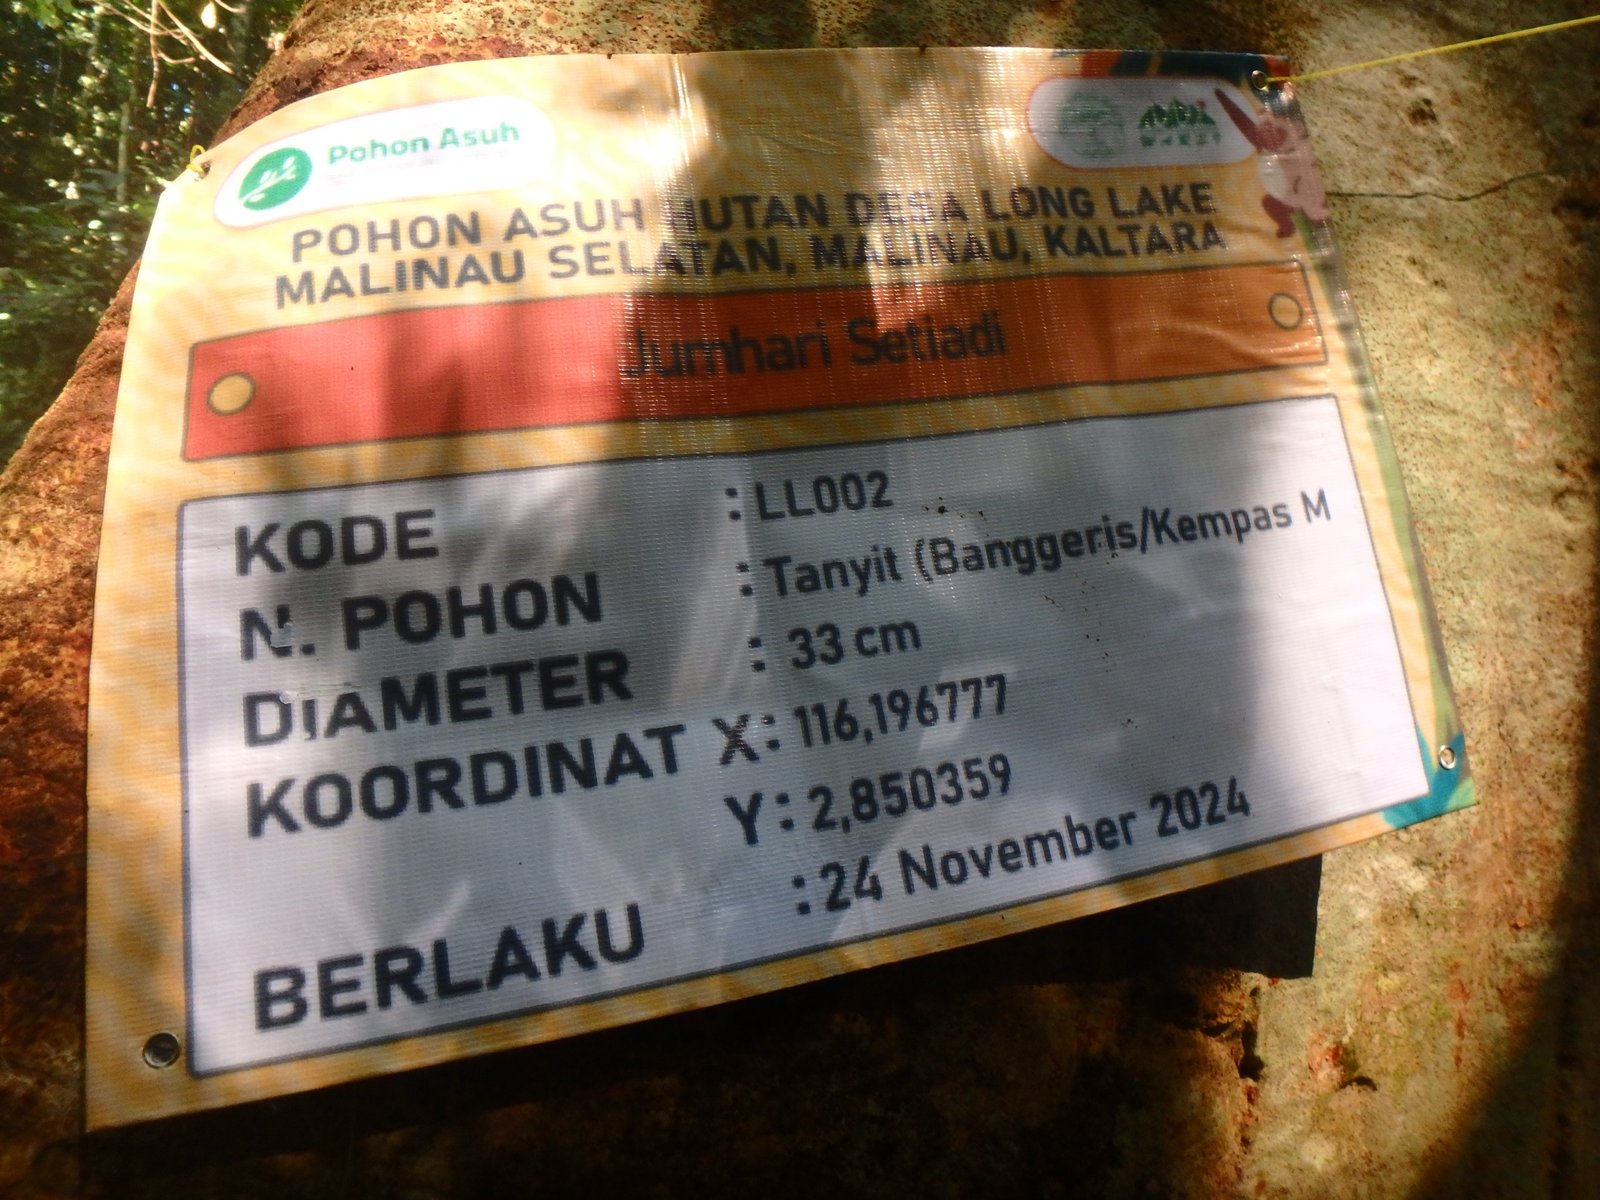 Pohon Asuh
POHON ASUH HUTAN DESA LONG LAKE
MALINAU SELATAN, MALINAU, KALTARA
Jumhari Setiadi
KODE : LL002
N. POHON : Tanyit (Banggeris/Kempas M
DIAMETER : 33 cm
KOORDINAT X : 116,196777
Y : 2,850359
BERLAKU : 24 November 2024